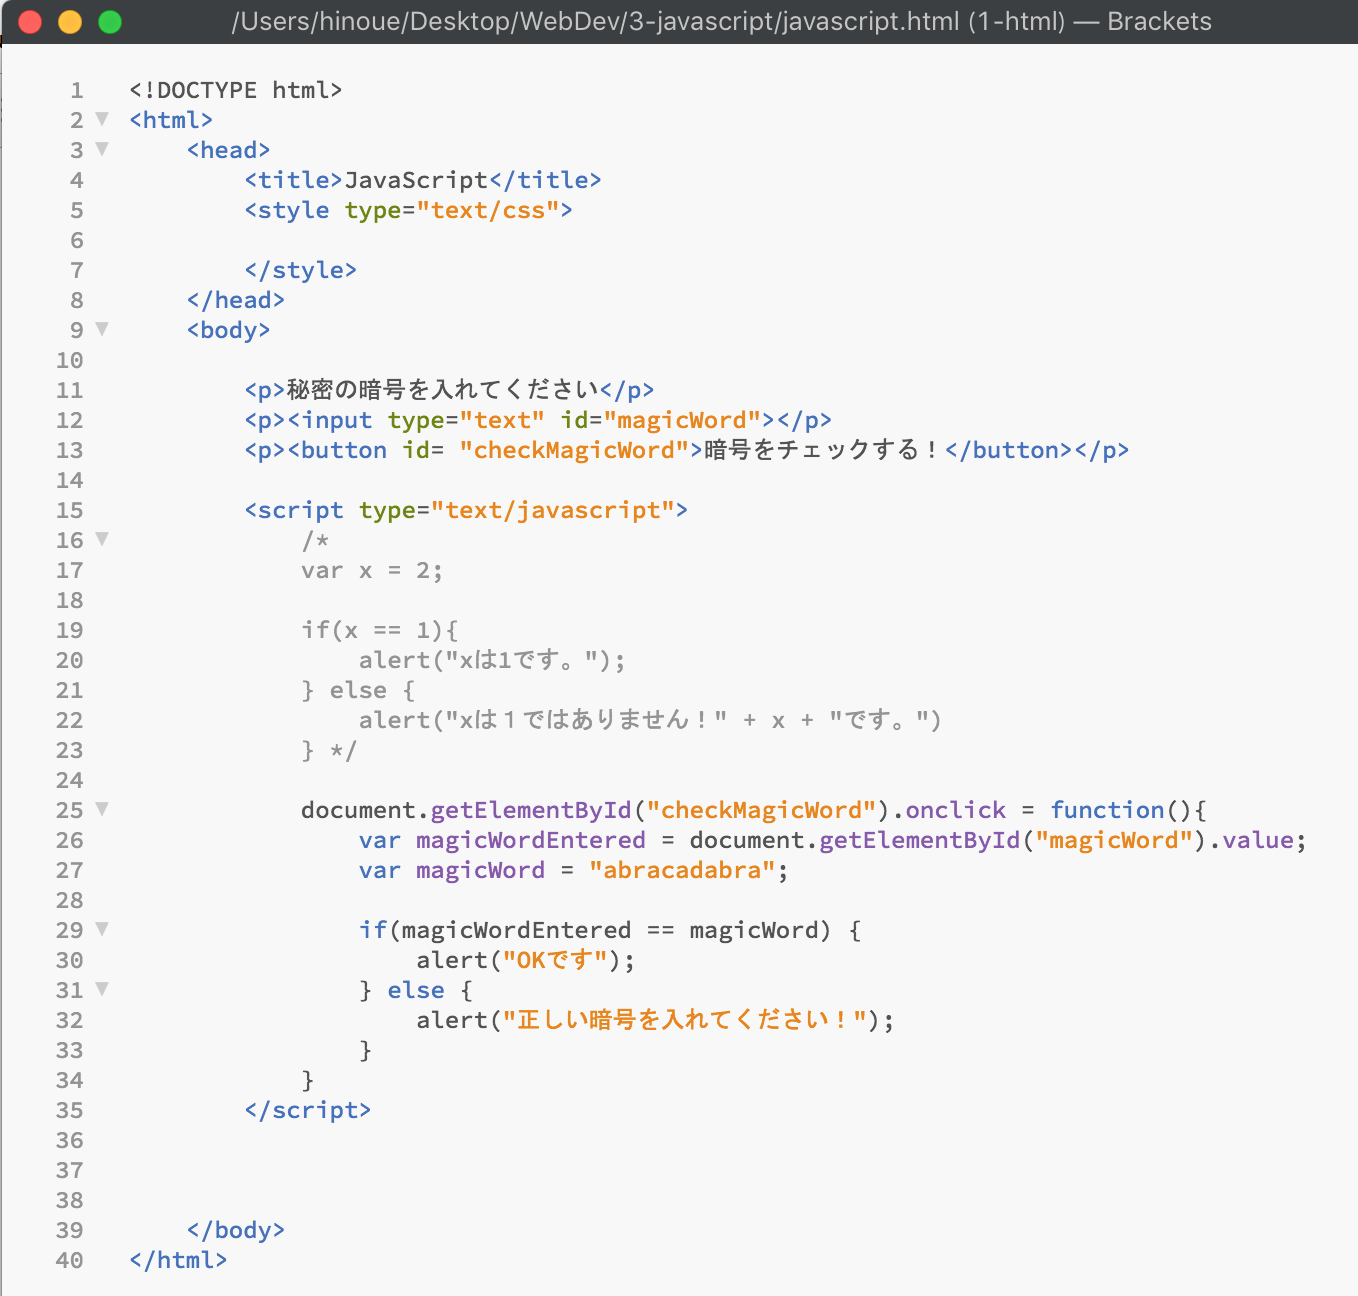 /Users/hinoue/Desktop/WebDev/3-javascript/javascript.html (1-html) — Brackets
1 <!DOCTYPE html>
2 <html>
3 <head>
4 <title>JavaScript</title>
5 <style type="text/css">
6
7 </style>
8 </head>
9 <body>
10
11 <p>秘密の暗号を入れてください</p>
12 <p><input type="text" id="magicWord"></p>
13 <p><button id= "checkMagicWord">暗号をチェックする！</button></p>
14
15 <script type="text/javascript">
16 /*
17 var x = 2;
18
19 if(x == 1){
20 alert("xは1です。");
21 } else {
22 alert("xは１ではありません！" + x + "です。")
23 } */
24
25 document.getElementById("checkMagicWord").onclick = function(){
26 var magicWordEntered = document.getElementById("magicWord").value;
27 var magicWord = "abracadabra";
28
29 if(magicWordEntered == magicWord) {
30 alert("OKです");
31 } else {
32 alert("正しい暗号を入れてください！");
33 }
34 }
35 </script>
36
37
38
39 </body>
40 </html>